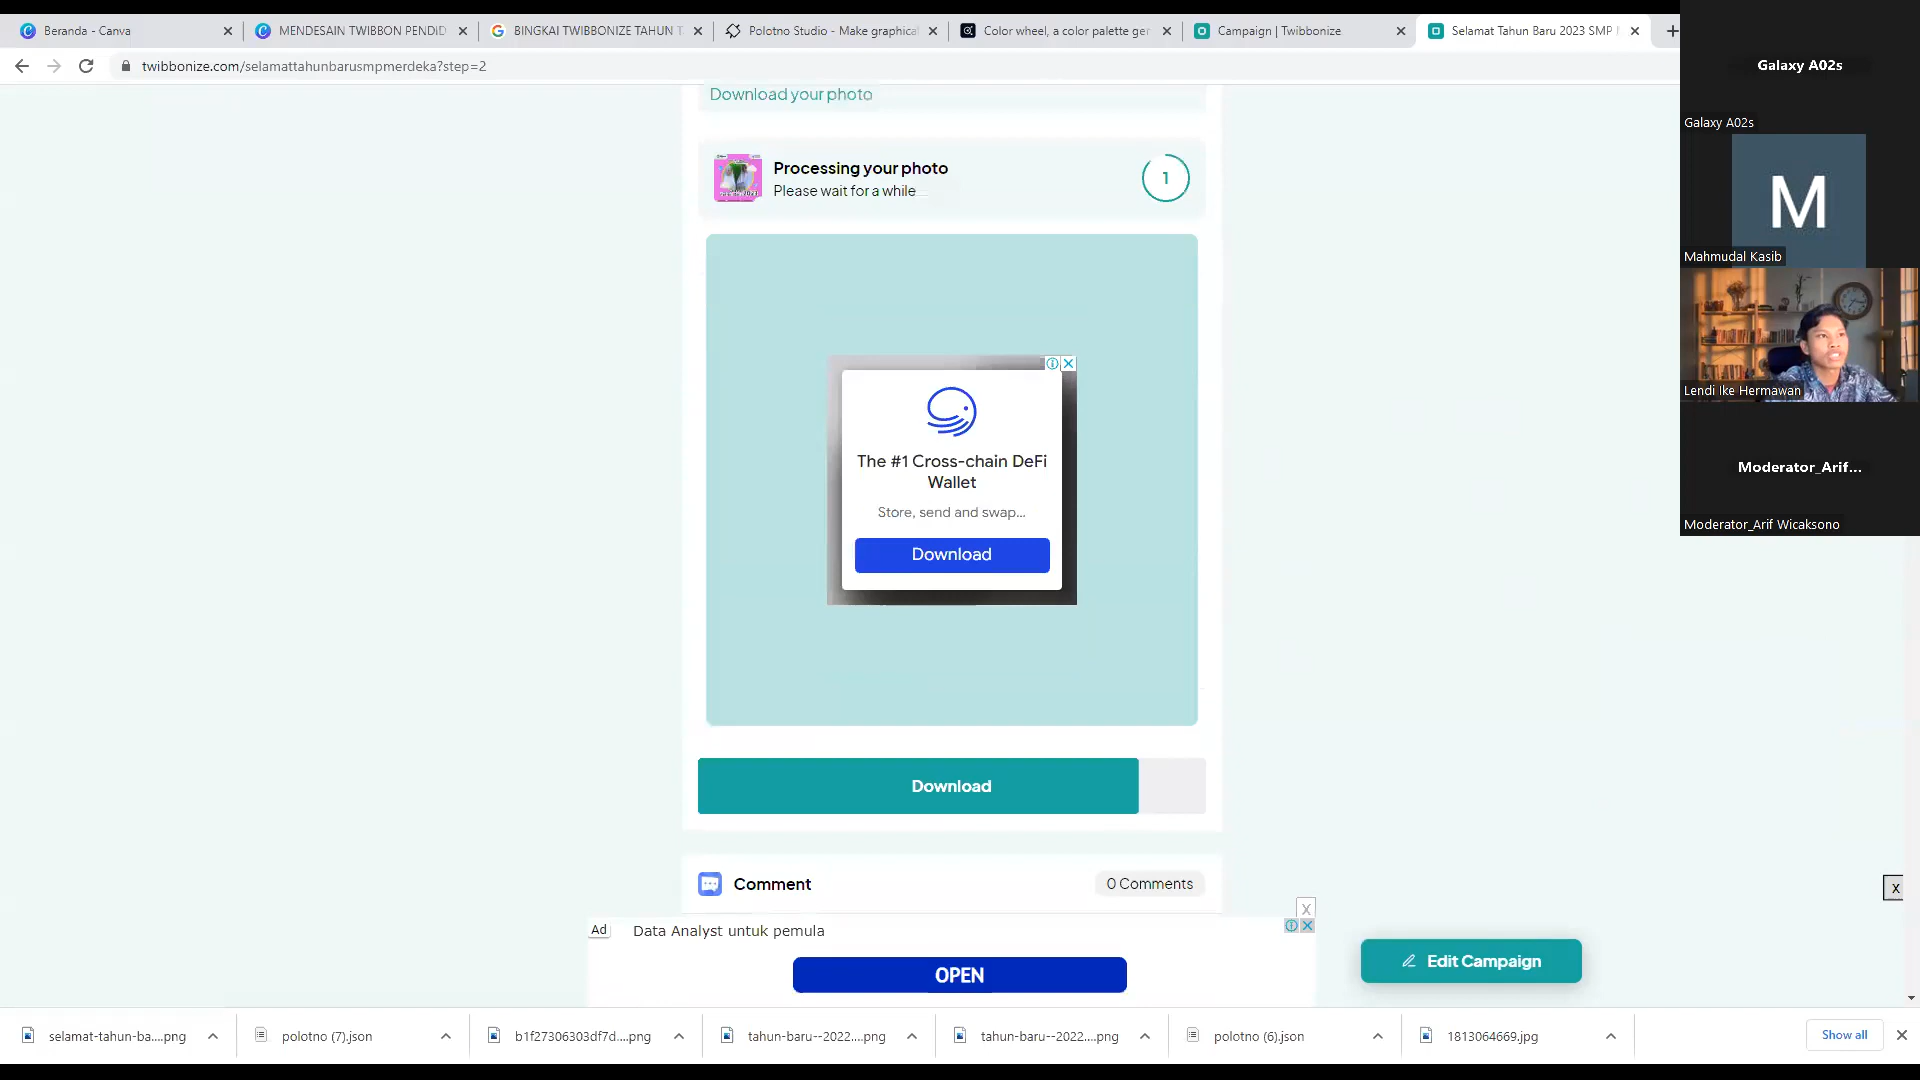 Beranda - Canva
MENDESAIN TWIBBON PENDID
BINGKAI TWIBBONIZE TAHUN T
Polotno Studio - Make graphical
Color wheel, a color palette ger
Campaign | Twibbonize
Selamat Tahun Baru 2023 SMP
twibbonize.com/selamattahunbarusmpmerdeka?step=2
Download your photo
Processing your photo
Please wait for a while
1
The #1 Cross-chain DeFi
Wallet
Store, send and swap...
Download
Download
Comment
0 Comments
Ad
Data Analyst untuk pemula
OPEN
X
X
Edit Campaign
Galaxy A02s
Galaxy A02s
M
Mahmudal Kasib
Lendi Ike Hermawan
Moderator_Arif...
Moderator_Arif Wicaksono
selamat-tahun-ba....png
polotno (7).json
b1f27306303df7d....png
tahun-baru--2022....png
tahun-baru--2022....png
polotno (6).json
1813064669.jpg
Show all